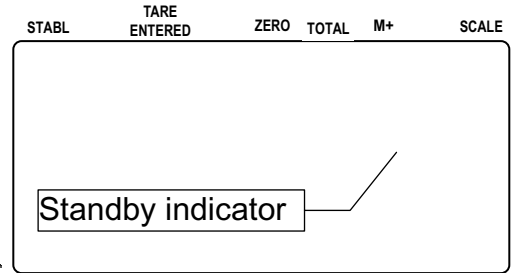 STABL TARE ENTERED ZERO TOTAL M+ SCALE
Standby indicator